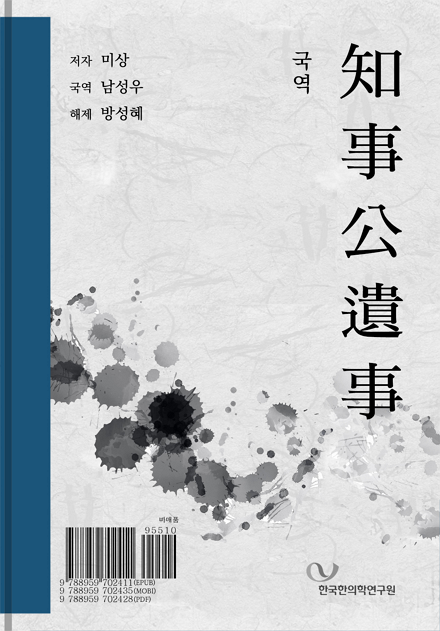 국역
知事公遺事
저자 미상
국역 남성우
해제 방성혜
비매품
95510
9 788959 702411(EPUB)
9 788959 702435(MOBI)
9 788959 702428(PDF)
한국한의학연구원